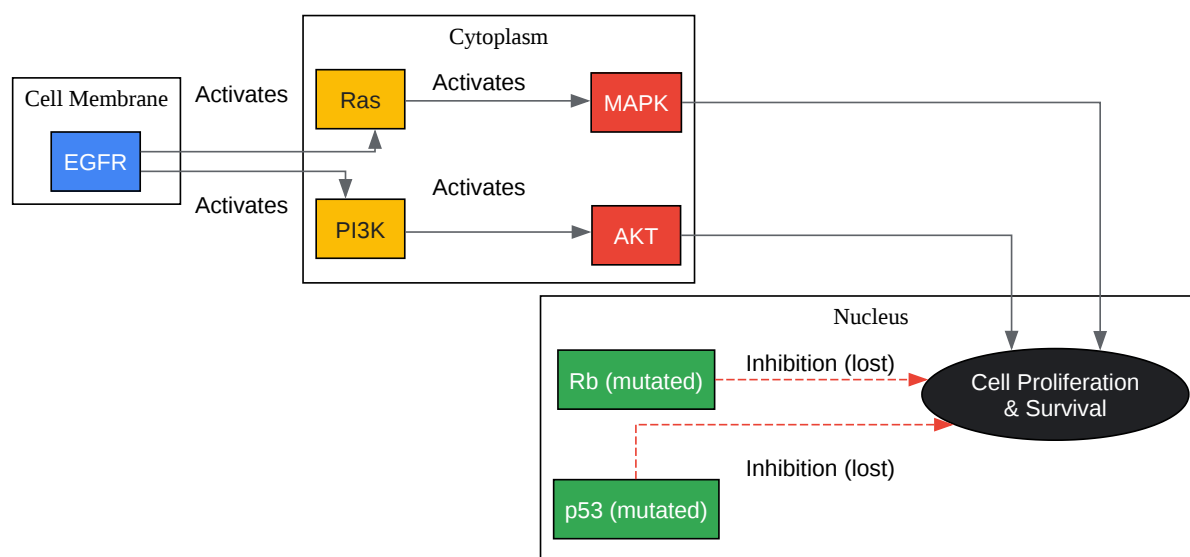 Cytoplasm
Cell Membrane
Activates
Ras
Activates
MAPK
EGFR
Activates
PI3K
Activates
AKT
Nucleus
Rb (mutated)
Inhibition (lost)
Cell Proliferation
& Survival
Inhibition (lost)
p53 (mutated)